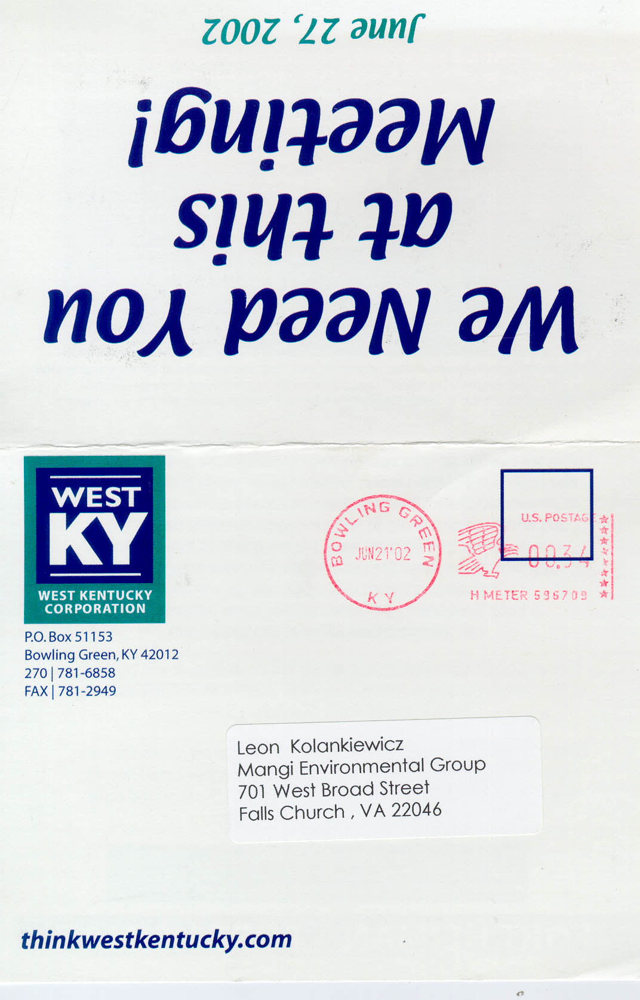 We Need You
at this
Meeting!
June 27, 2002
WEST
KY
WEST KENTUCKY
CORPORATION
P.O. Box 51153
Bowling Green, KY 42012
270 | 781-6858
FAX | 781-2949
BOWLING GREEN
JUN21'02
KY
U.S. POSTAGE
00.34
H METER 596709
Leon Kolankiewicz
Mangi Environmental Group
701 West Broad Street
Falls Church , VA 22046
thinkwestkentucky.com